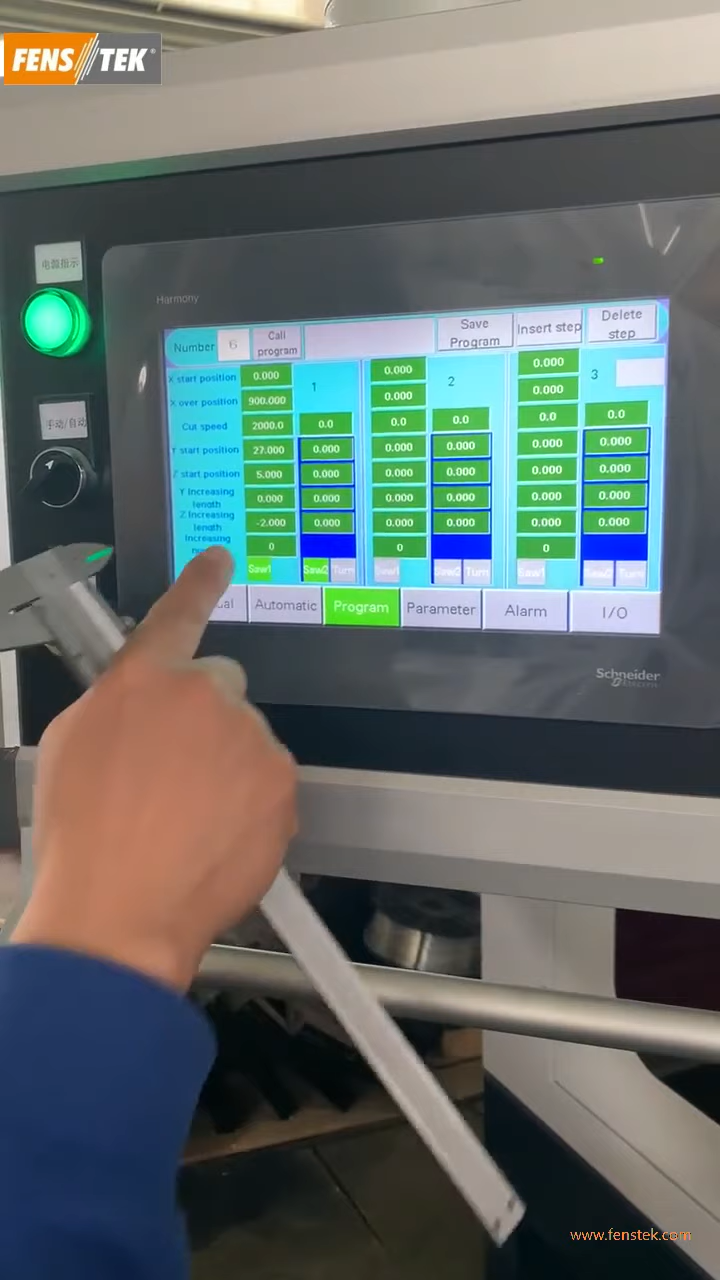 FENS TEK®
电源指示
Harmony
Number 6 Call program Save Program Insert step Delete step
X start position 0.000 1 0.000 2 0.000 3
X over position 900.000 0.000 0.000
Cut speed 2000.0 0.0 0.0 0.0 0.0 0.0
Y start position 27.000 0.000 0.000 0.000 0.000 0.000
Z start position 5.000 0.000 0.000 0.000 0.000 0.000
Y Increasing length 0.000 0.000 0.000 0.000 0.000 0.000
Z Increasing length -2.000 0.000 0.000 0.000 0.000 0.000
Increasing 0 0 0
Saw1 Saw2 Turn Saw1 Saw2 Turn Saw1 Saw2 Turn
Automatic Program Parameter Alarm I/O
手动/自动
Schneider
Electric
www.fenstek.com